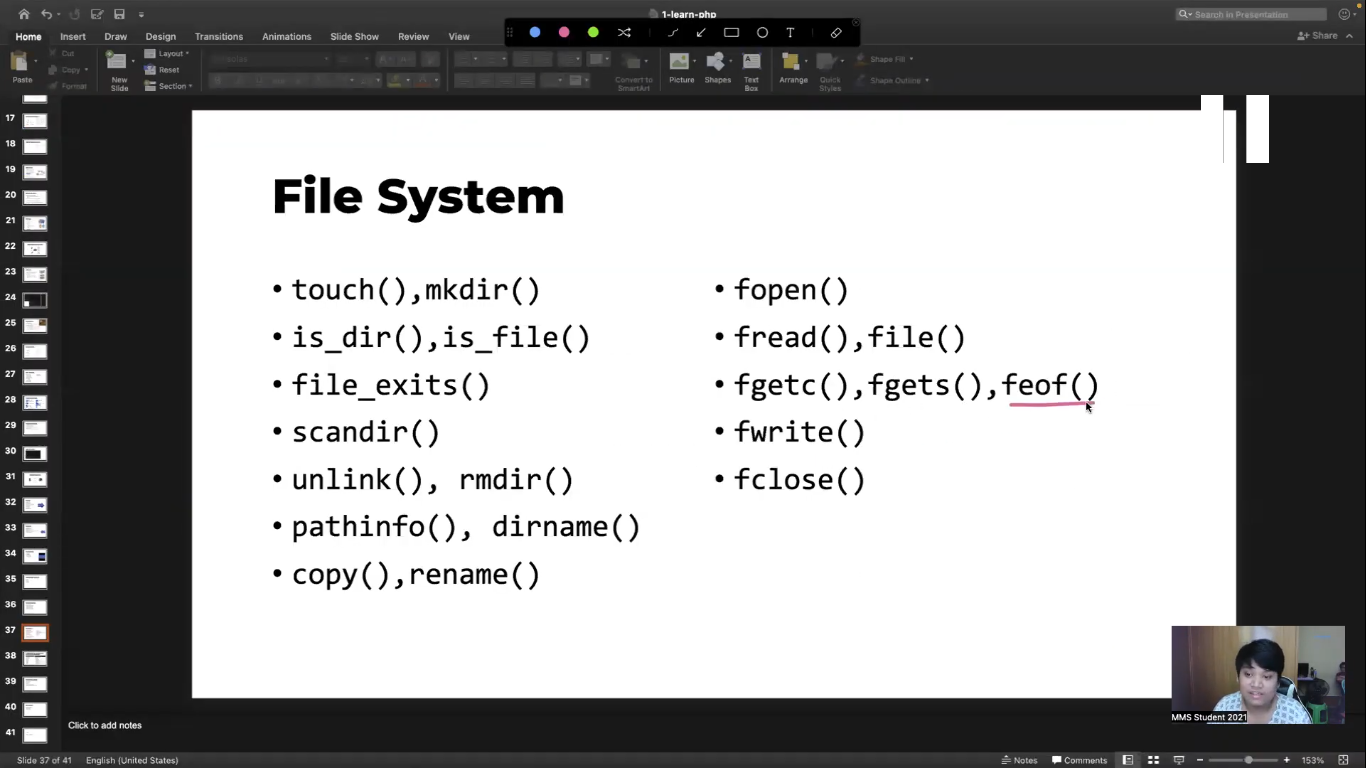 1-learn-php
Search in Presentation
Home Insert Draw Design Transitions Animations Slide Show Review View
Share
Cut
Copy
Format
Paste
New Slide
Layout
Reset
Section
Convert to SmartArt
Picture
Shapes
Text Box
Arrange
Quick Styles
Shape Fill
Shape Outline
17
18
19
20
21
22
23
24
25
26
27
28
29
30
31
32
33
34
35
36
37
38
39
40
41
File System
• touch(),mkdir()
• is_dir(),is_file()
• file_exits()
• scandir()
• unlink(), rmdir()
• pathinfo(), dirname()
• copy(),rename()
• fopen()
• fread(),file()
• fgetc(),fgets(),feof()
• fwrite()
• fclose()
MMS Student 2021
Click to add notes
Slide 37 of 41 English (United States)
Notes Comments 153%